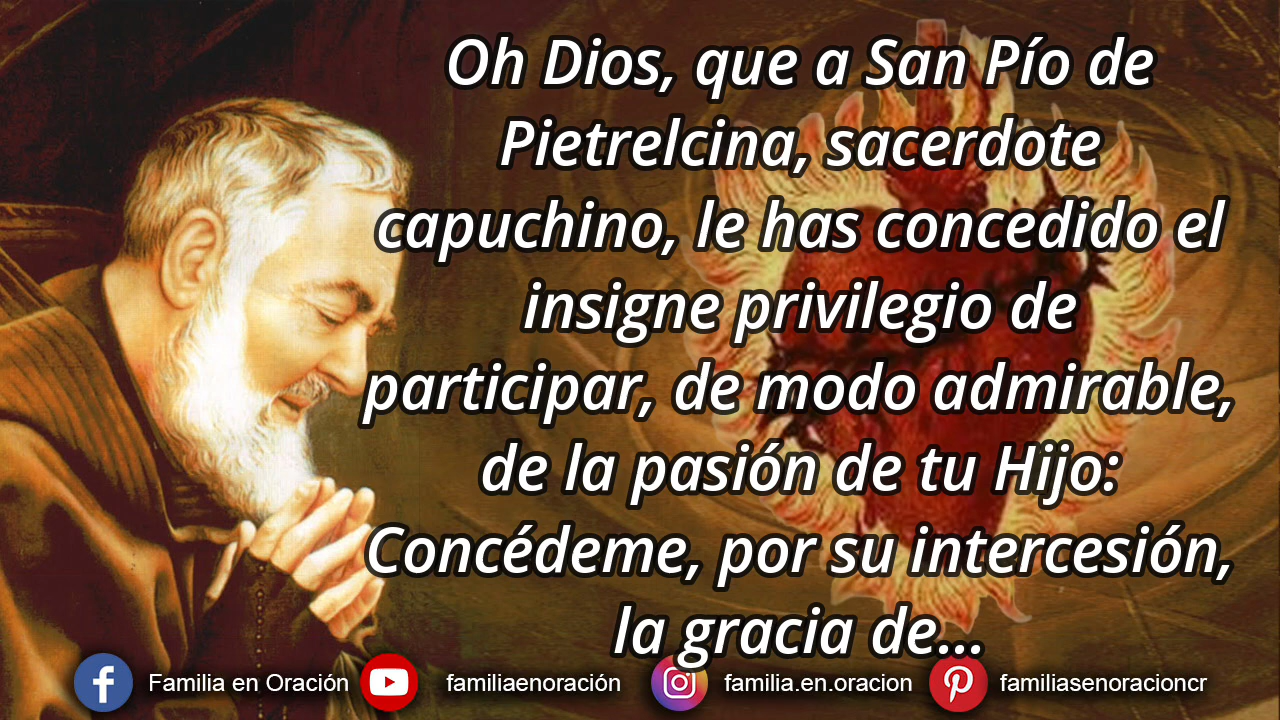 Oh Dios, que a San Pío de
Pietrelcina, sacerdote
capuchino, le has concedido el
insigne privilegio de
participar, de modo admirable,
de la pasión de tu Hijo:
Concédeme, por su intercesión,
la gracia de...
Familia en Oración familiaenoración familia.en.oracion familiasenoracioncr